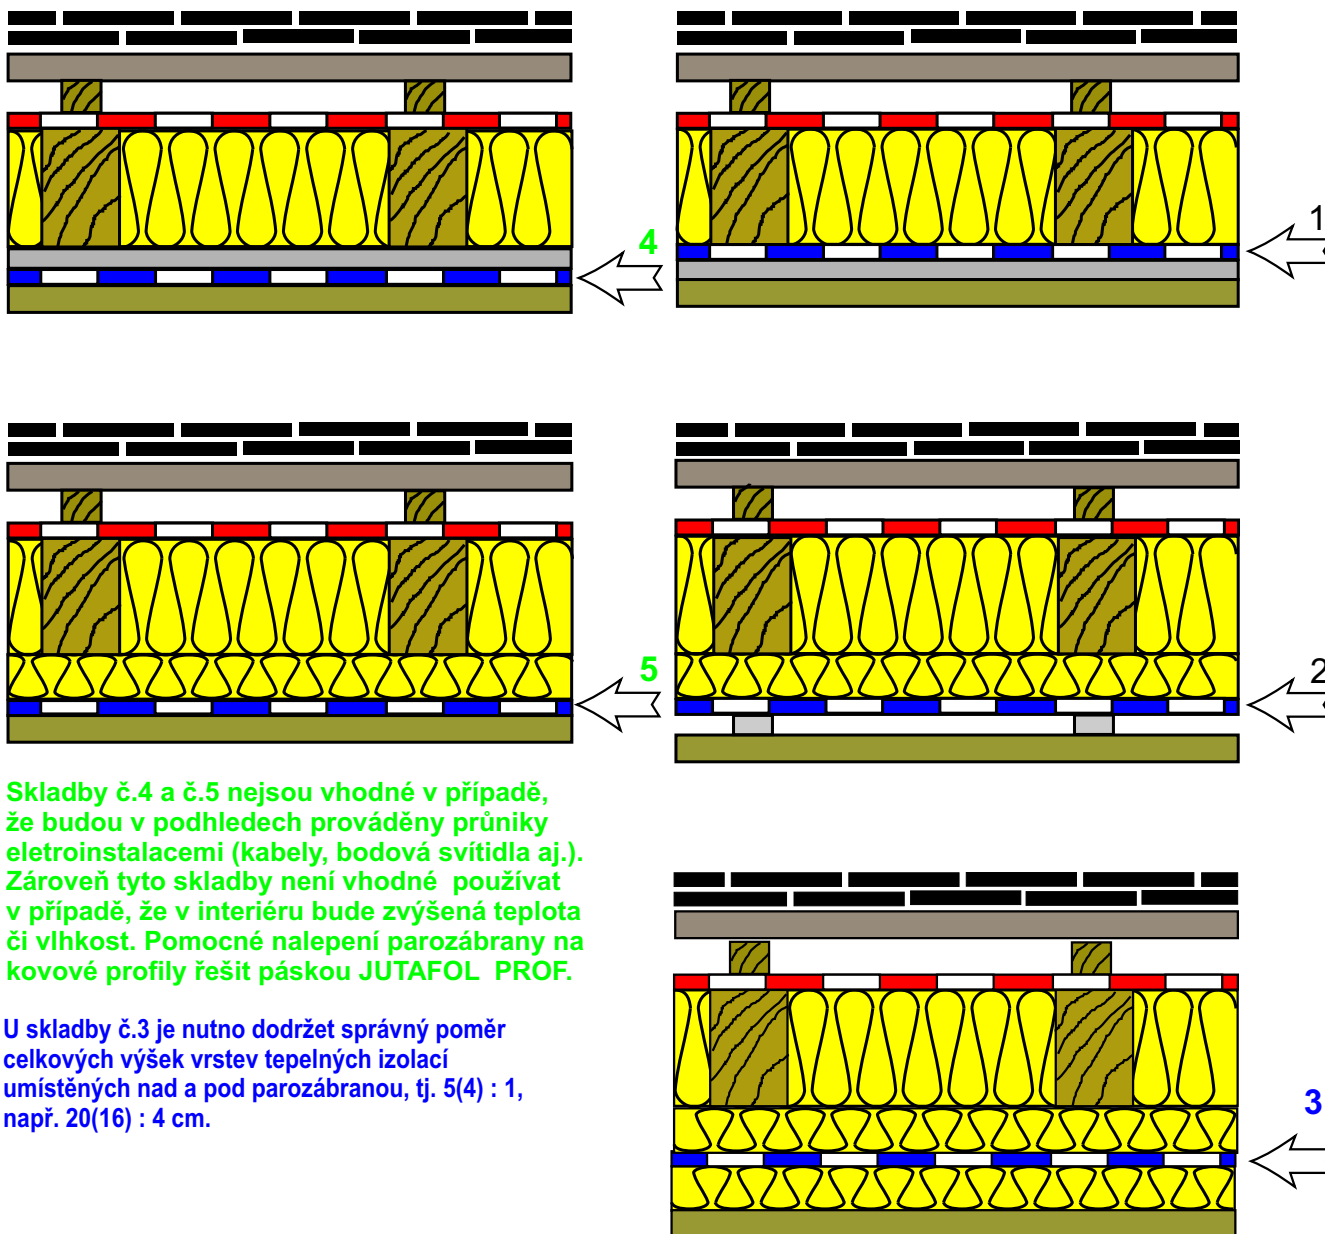 4
1
5
2
Skladby č.4 a č.5 nejsou vhodné v případě,
že budou v podhledech prováděny průniky
eletroinstalacemi (kabely, bodová svítidla aj.).
Zároveň tyto skladby není vhodné  používat
v případě, že v interiéru bude zvýšená teplota
či vlhkost. Pomocné nalepení parozábrany na
kovové profily řešit páskou JUTAFOL  PROF.
U skladby č.3 je nutno dodržet správný poměr
celkových výšek vrstev tepelných izolací
umístěných nad a pod parozábranou, tj. 5(4) : 1,
např. 20(16) : 4 cm.
3